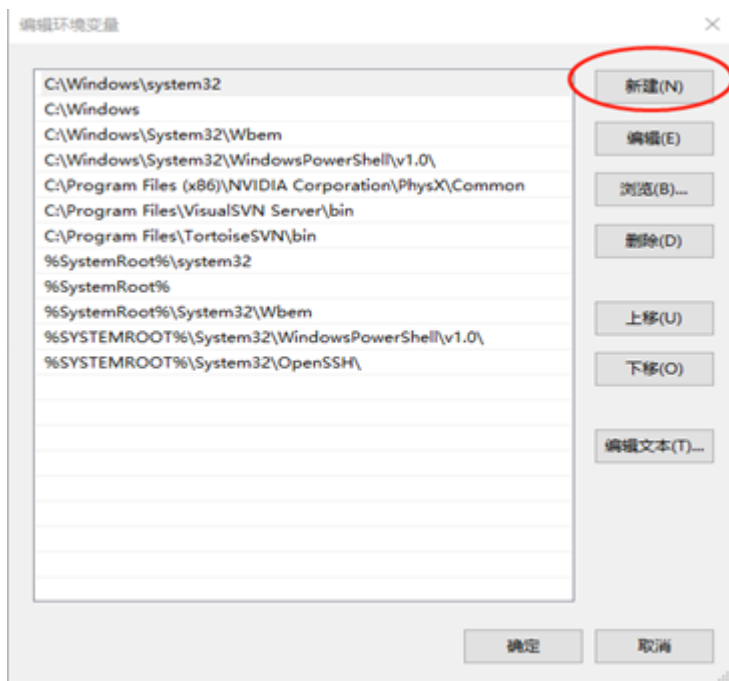 编辑环境变量
C:\Windows\system32
新建(N)
C:\Windows
C:\Windows\System32\Wbem
编辑(E)
C:\Windows\System32\WindowsPowerShell\v1.0\
C:\Program Files (x86)\NVIDIA Corporation\PhysX\Common
浏览(B)...
C:\Program Files\VisualSVN Server\bin
C:\Program Files\TortoiseSVN\bin
删除(D)
%SystemRoot%\system32
%SystemRoot%
%SystemRoot%\System32\Wbem
上移(U)
%SYSTEMROOT%\System32\WindowsPowerShell\v1.0\
%SYSTEMROOT%\System32\OpenSSH\
下移(O)
编辑文本(T)...
确定
取消